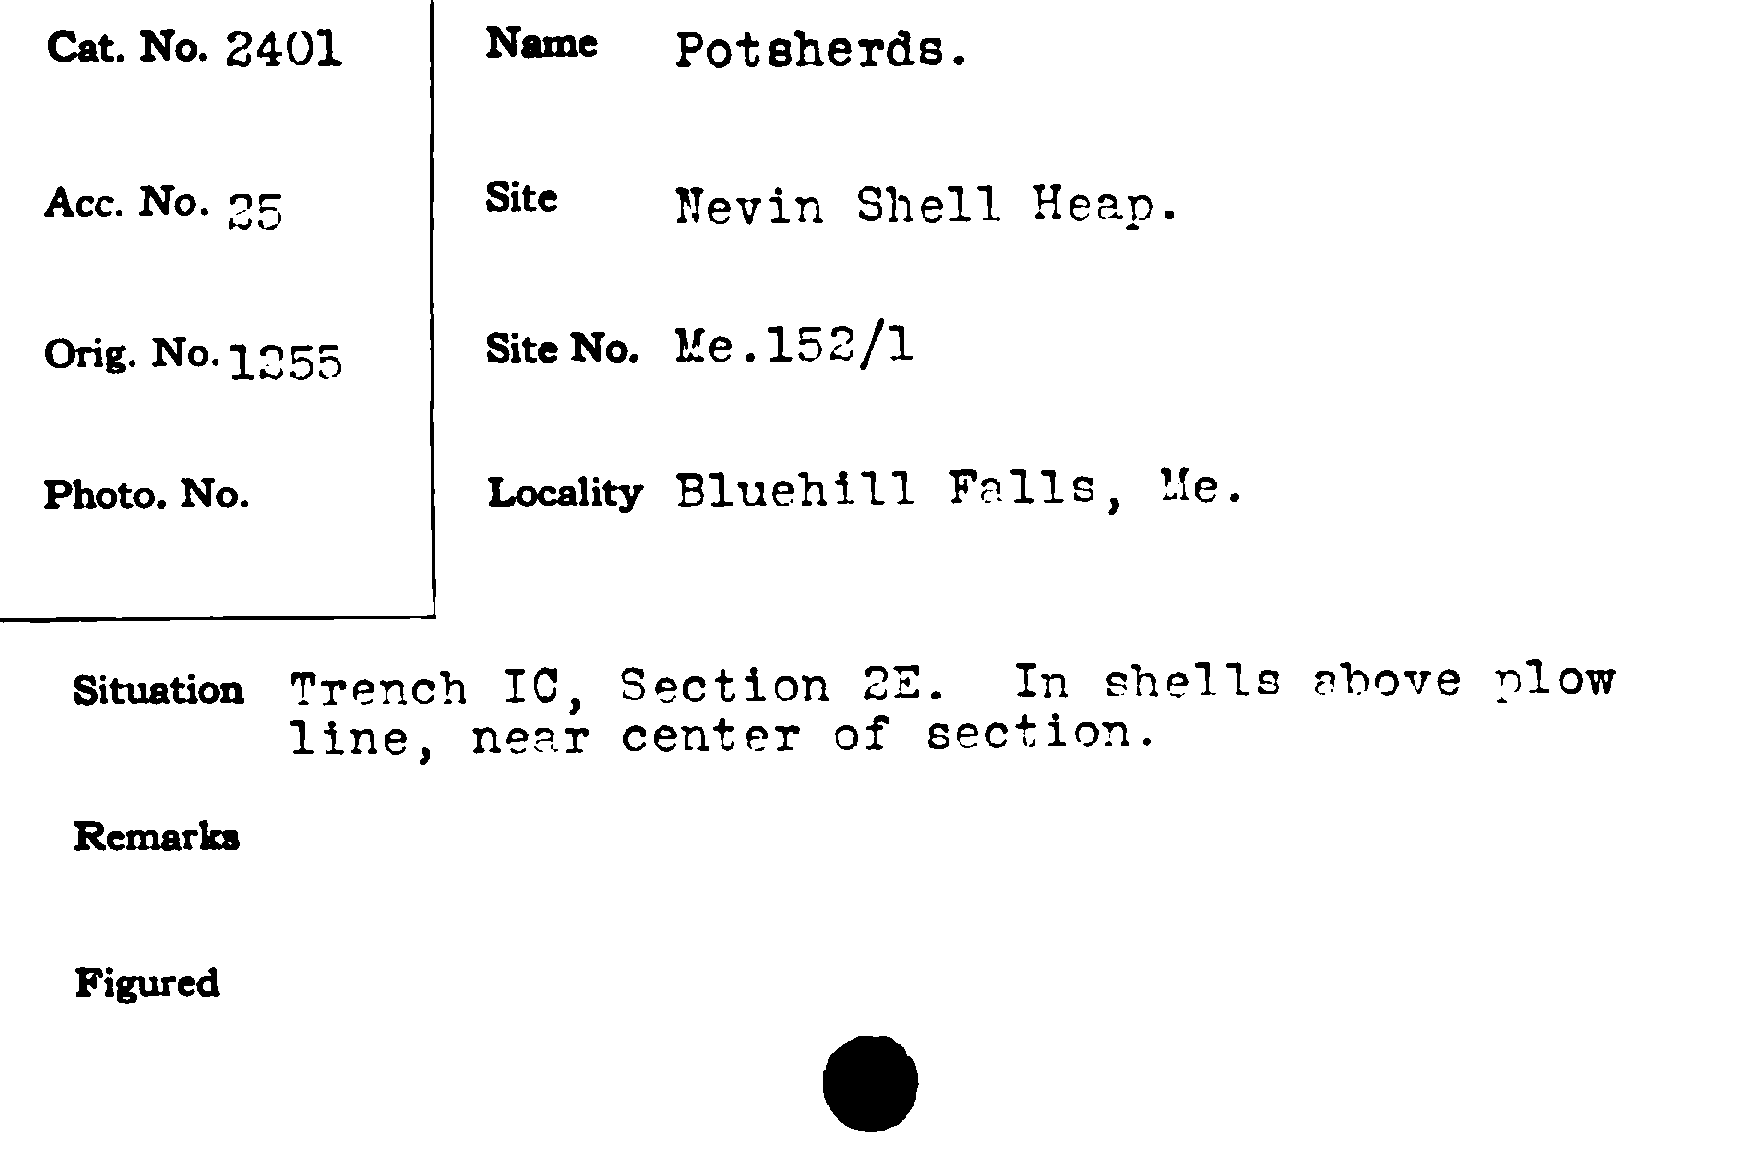 Cat. No. 2401
Name Potsherds.
Acc. No. 25
Site Nevin Shell Heap.
Orig. No. 1255
Site No. Me.152/1
Photo. No.
Locality Bluehill Falls, Me.
Situation Trench IC, Section 2E. In shells above plow
line, near center of section.
Remarks
Figured